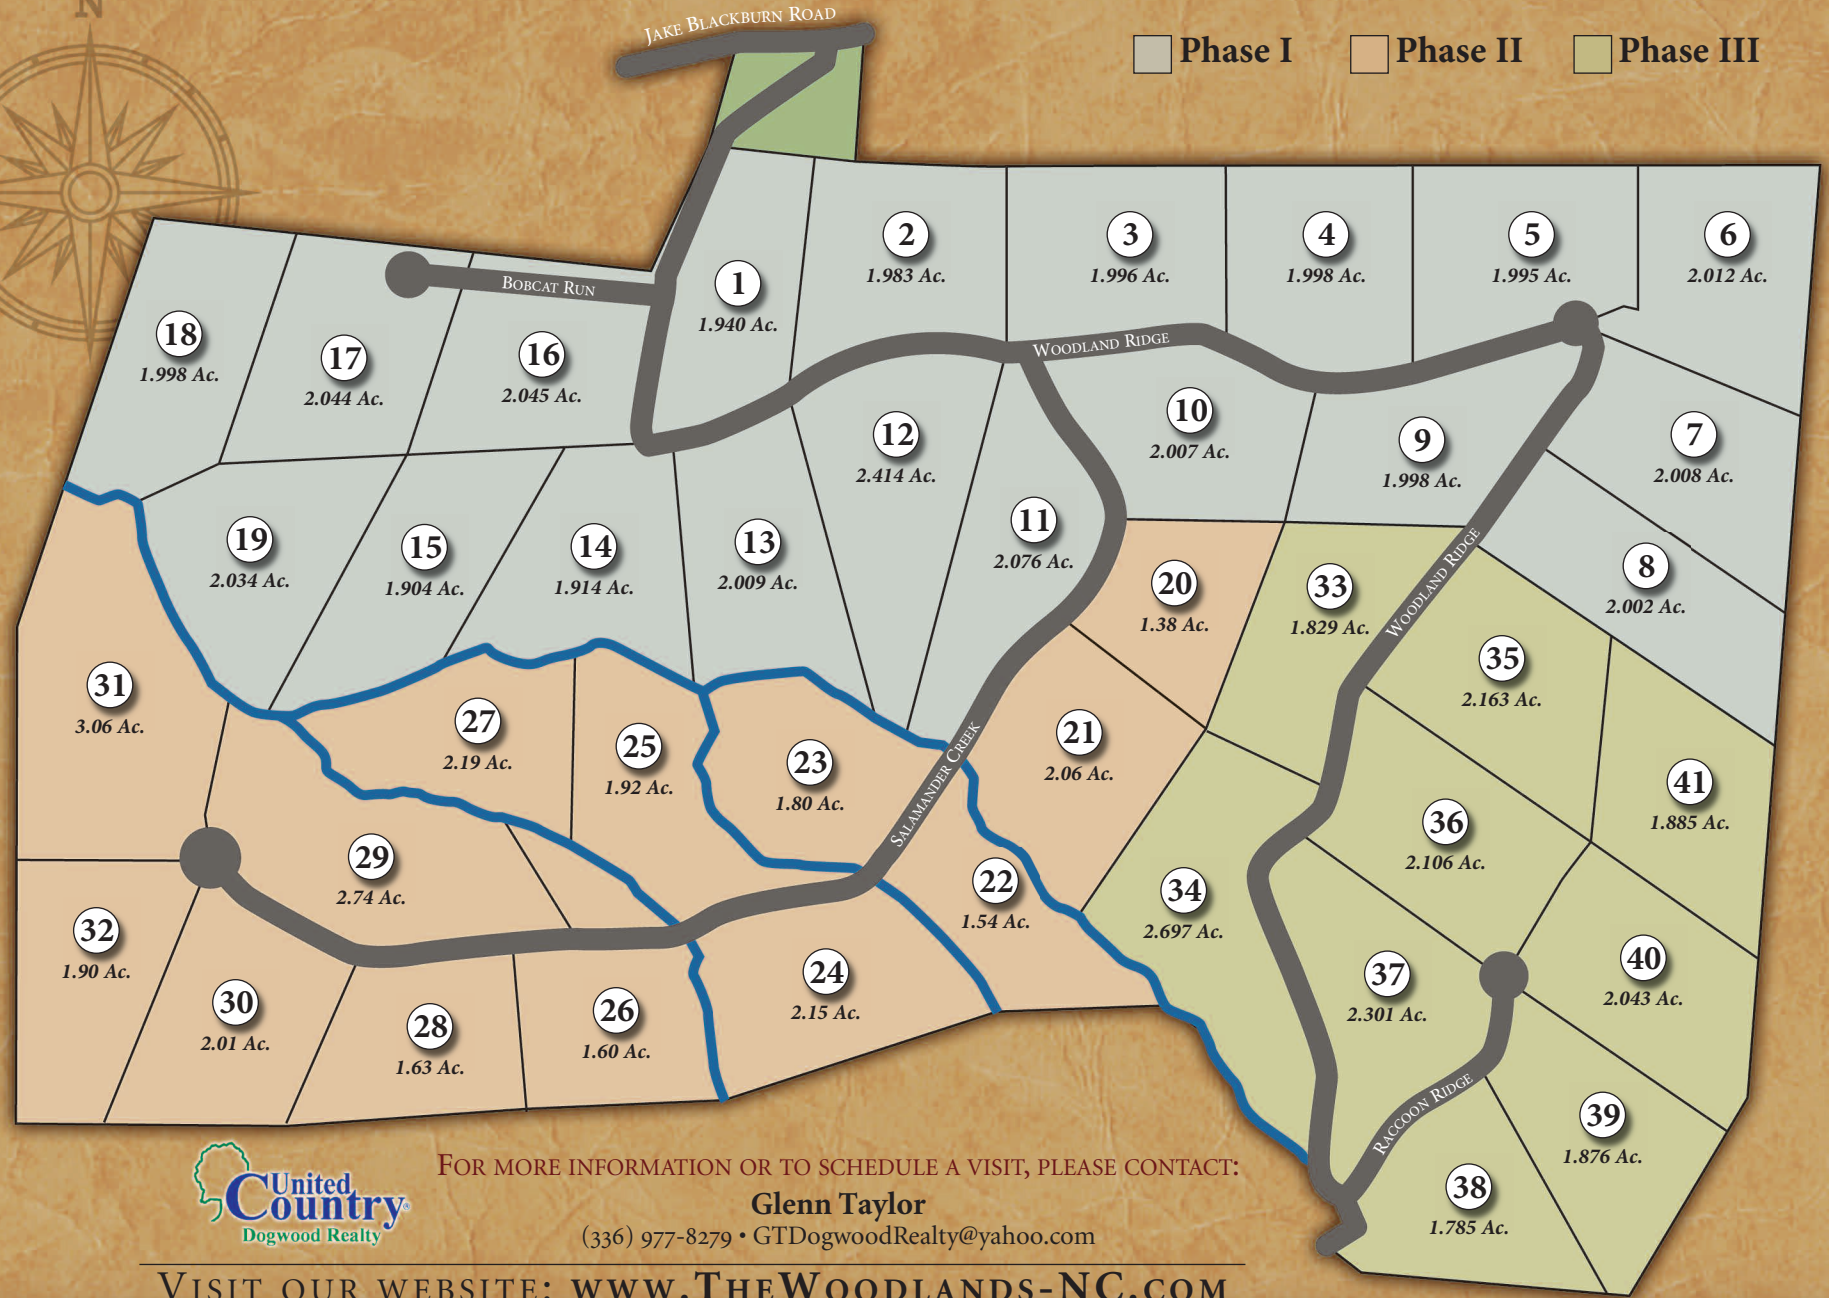 N
Jake Blackburn Road
Phase I
Phase II
Phase III
Bobcat Run
Woodland Ridge
1
1.940 Ac.
2
1.983 Ac.
3
1.996 Ac.
4
1.998 Ac.
5
1.995 Ac.
6
2.012 Ac.
18
1.998 Ac.
17
2.044 Ac.
16
2.045 Ac.
12
2.414 Ac.
10
2.007 Ac.
9
1.998 Ac.
7
2.008 Ac.
19
2.034 Ac.
15
1.904 Ac.
14
1.914 Ac.
13
2.009 Ac.
11
2.076 Ac.
20
1.38 Ac.
33
1.829 Ac.
Woodland Ridge
8
2.002 Ac.
31
3.06 Ac.
27
2.19 Ac.
25
1.92 Ac.
23
1.80 Ac.
Salamander Creek
21
2.06 Ac.
35
2.163 Ac.
41
1.885 Ac.
29
2.74 Ac.
22
1.54 Ac.
34
2.697 Ac.
36
2.106 Ac.
32
1.90 Ac.
30
2.01 Ac.
28
1.63 Ac.
26
1.60 Ac.
24
2.15 Ac.
37
2.301 Ac.
40
2.043 Ac.
Raccoon Ridge
39
1.876 Ac.
38
1.785 Ac.
United
Country®
Dogwood Realty
For more information or to schedule a visit, please contact:
Glenn Taylor
(336) 977-8279 • GTDogwoodRealty@yahoo.com
Visit our website: www.TheWoodlands-NC.com